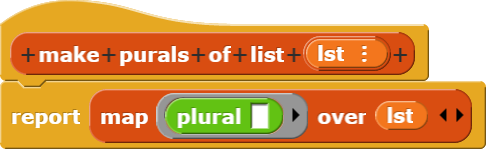 + make + purals + of + list + lst ⋮ +
report map plural over lst